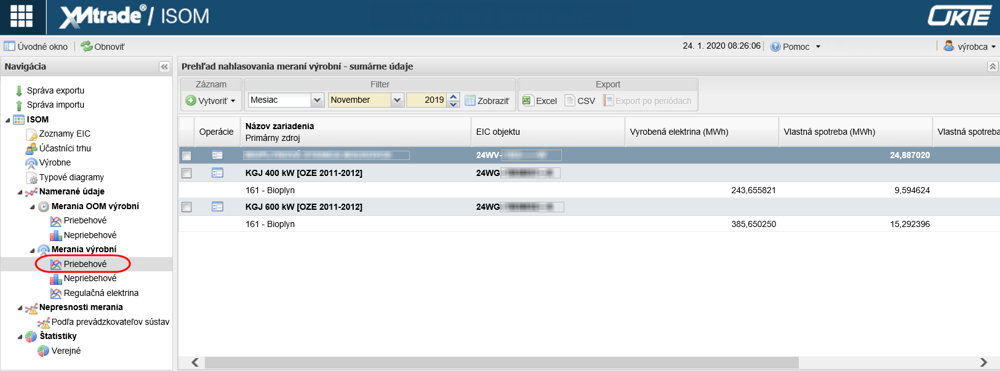 XMtrade®/ ISOM
OKTE
Úvodné okno
Obnoviť
24. 1. 2020 08:26:06
Pomoc
výrobca
Navigácia
Správa exportu
Správa importu
ISOM
Zoznamy EIC
Účastníci trhu
Výrobne
Typové diagramy
Namerané údaje
Merania OOM výrobní
Priebehové
Nepriebehové
Merania výrobní
Priebehové
Nepriebehové
Regulačná elektrina
Nepresnosti merania
Podľa prevádzkovateľov sústav
Štatistiky
Verejné
Prehľad nahlasovania meraní výrobní - sumárne údaje
Záznam Filter Export
Vytvoriť Mesiac November 2019 Zobraziť Excel CSV Export po periódach
Operácie Názov zariadenia EIC objektu Vyrobená elektrina (MWh) Vlastná spotreba (MWh) Vlastná spotreba
Primárny zdroj
24WV- 24,887020
KGJ 400 kW [OZE 2011-2012] 24WG
161 - Bioplyn 243,655821 9,594624
KGJ 600 kW [OZE 2011-2012] 24WG
161 - Bioplyn 385,650250 15,292396